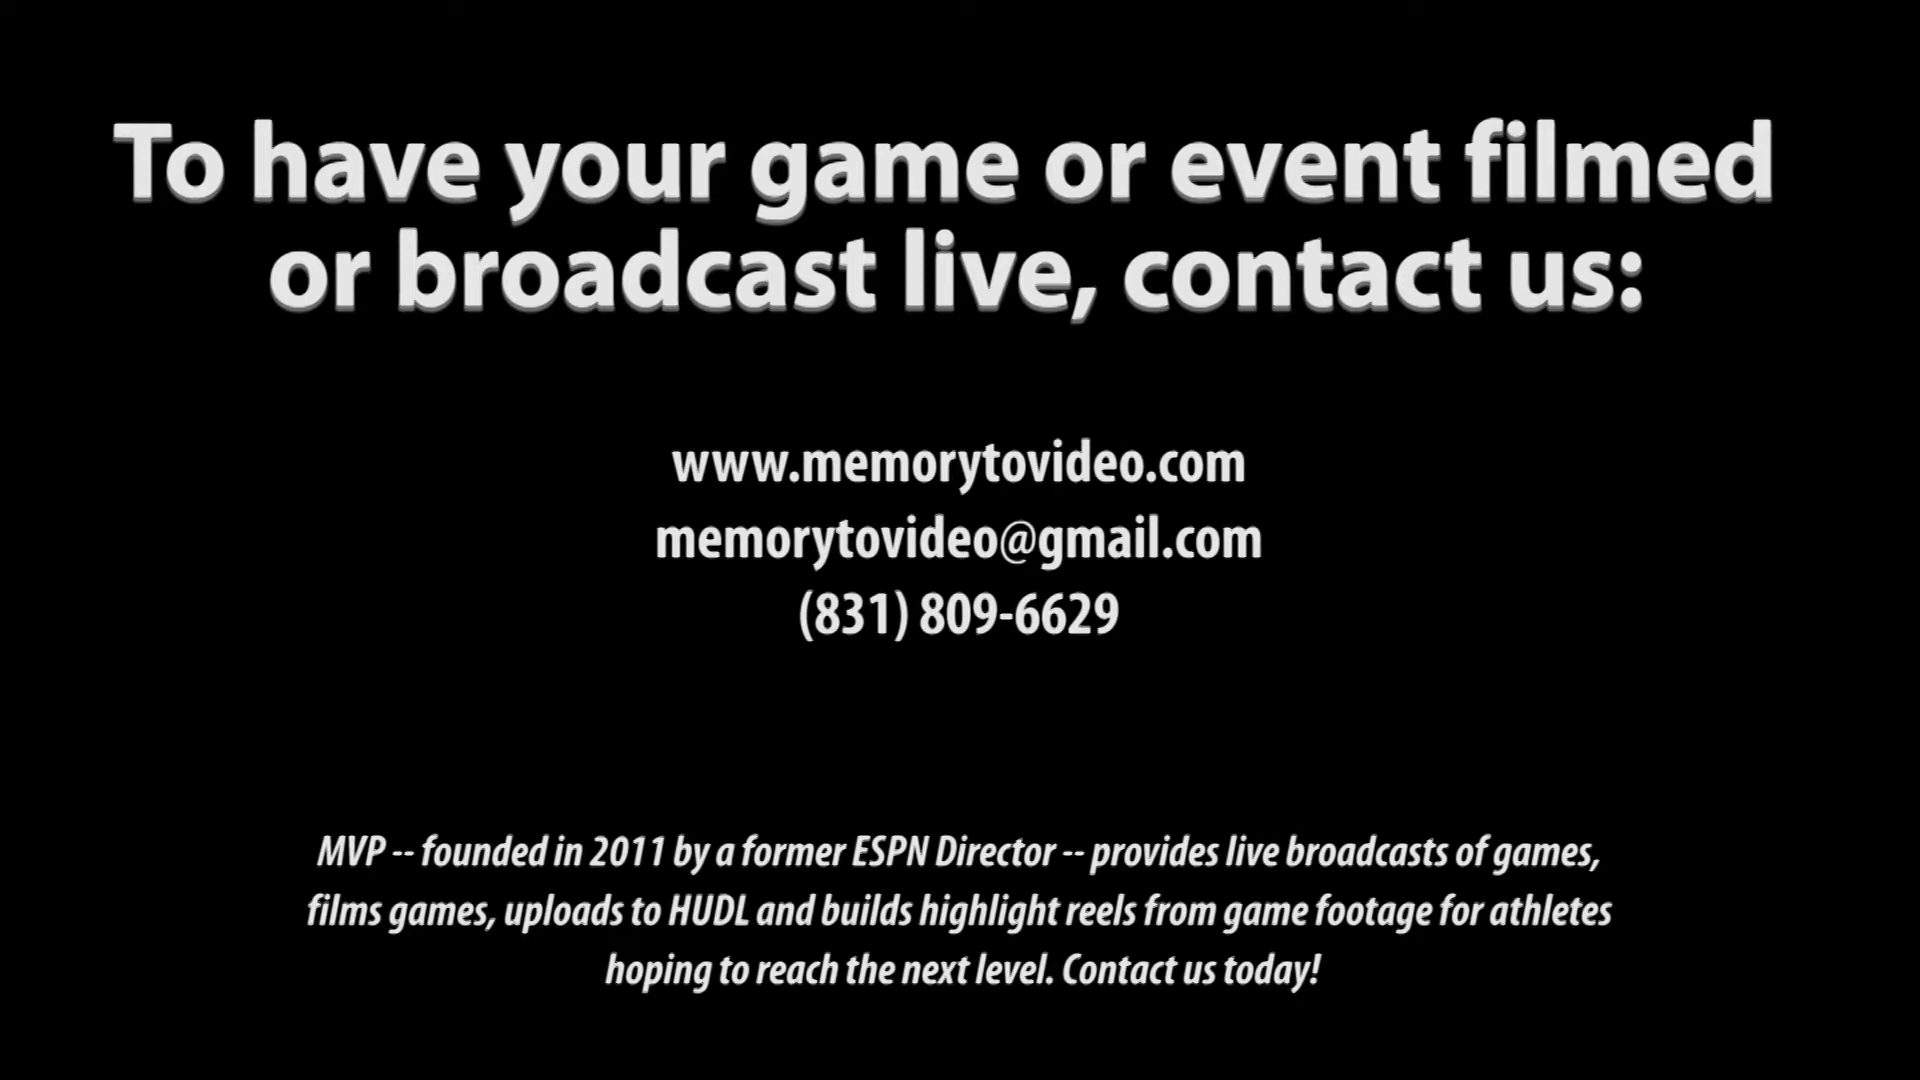 To have your game or event filmed
or broadcast live, contact us:
www.memorytovideo.com
memorytovideo@gmail.com
(831) 809-6629
MVP -- founded in 2011 by a former ESPN Director -- provides live broadcasts of games,
films games, uploads to HUDL and builds highlight reels from game footage for athletes
hoping to reach the next level. Contact us today!